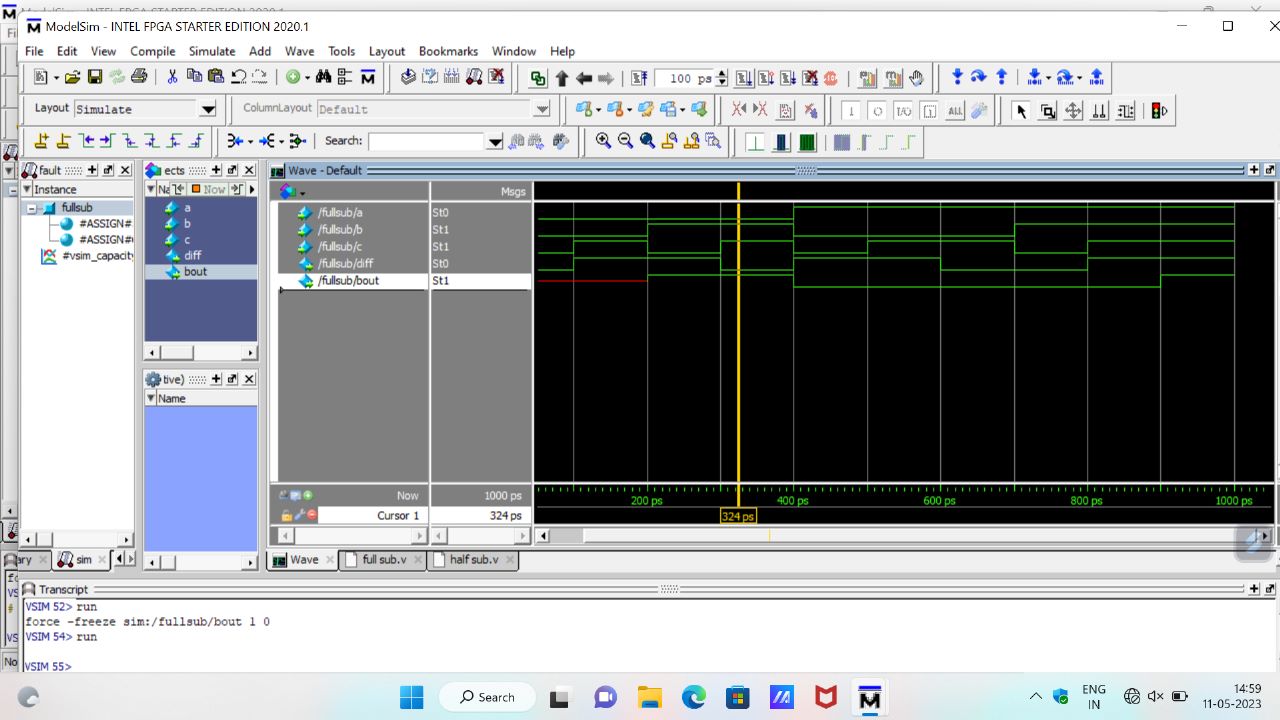 ModelSim - INTEL FPGA STARTER EDITION 2020.1
File Edit View Compile Simulate Add Wave Tools Layout Bookmarks Window Help
100 ps
Layout Simulate ColumnLayout Default
ALL
Search:
fault
Instance
fullsub
#ASSIGN#
#ASSIGN#
#vsim_capacity
ects
Now
a
b
c
diff
bout
tive)
Name
Wave - Default
Msgs
/fullsub/a St0
/fullsub/b St1
/fullsub/c St1
/fullsub/diff St0
/fullsub/bout St1
Now 1000 ps
Cursor 1 324 ps
200 ps 400 ps 600 ps 800 ps 1000 ps
324 ps
ary sim
Wave full sub.v half sub.v
Transcript
VSIM 52> run
force -freeze sim:/fullsub/bout 1 0
VSIM 54> run
VSIM 55>
Search
ENG
IN
14:59
11-05-2023